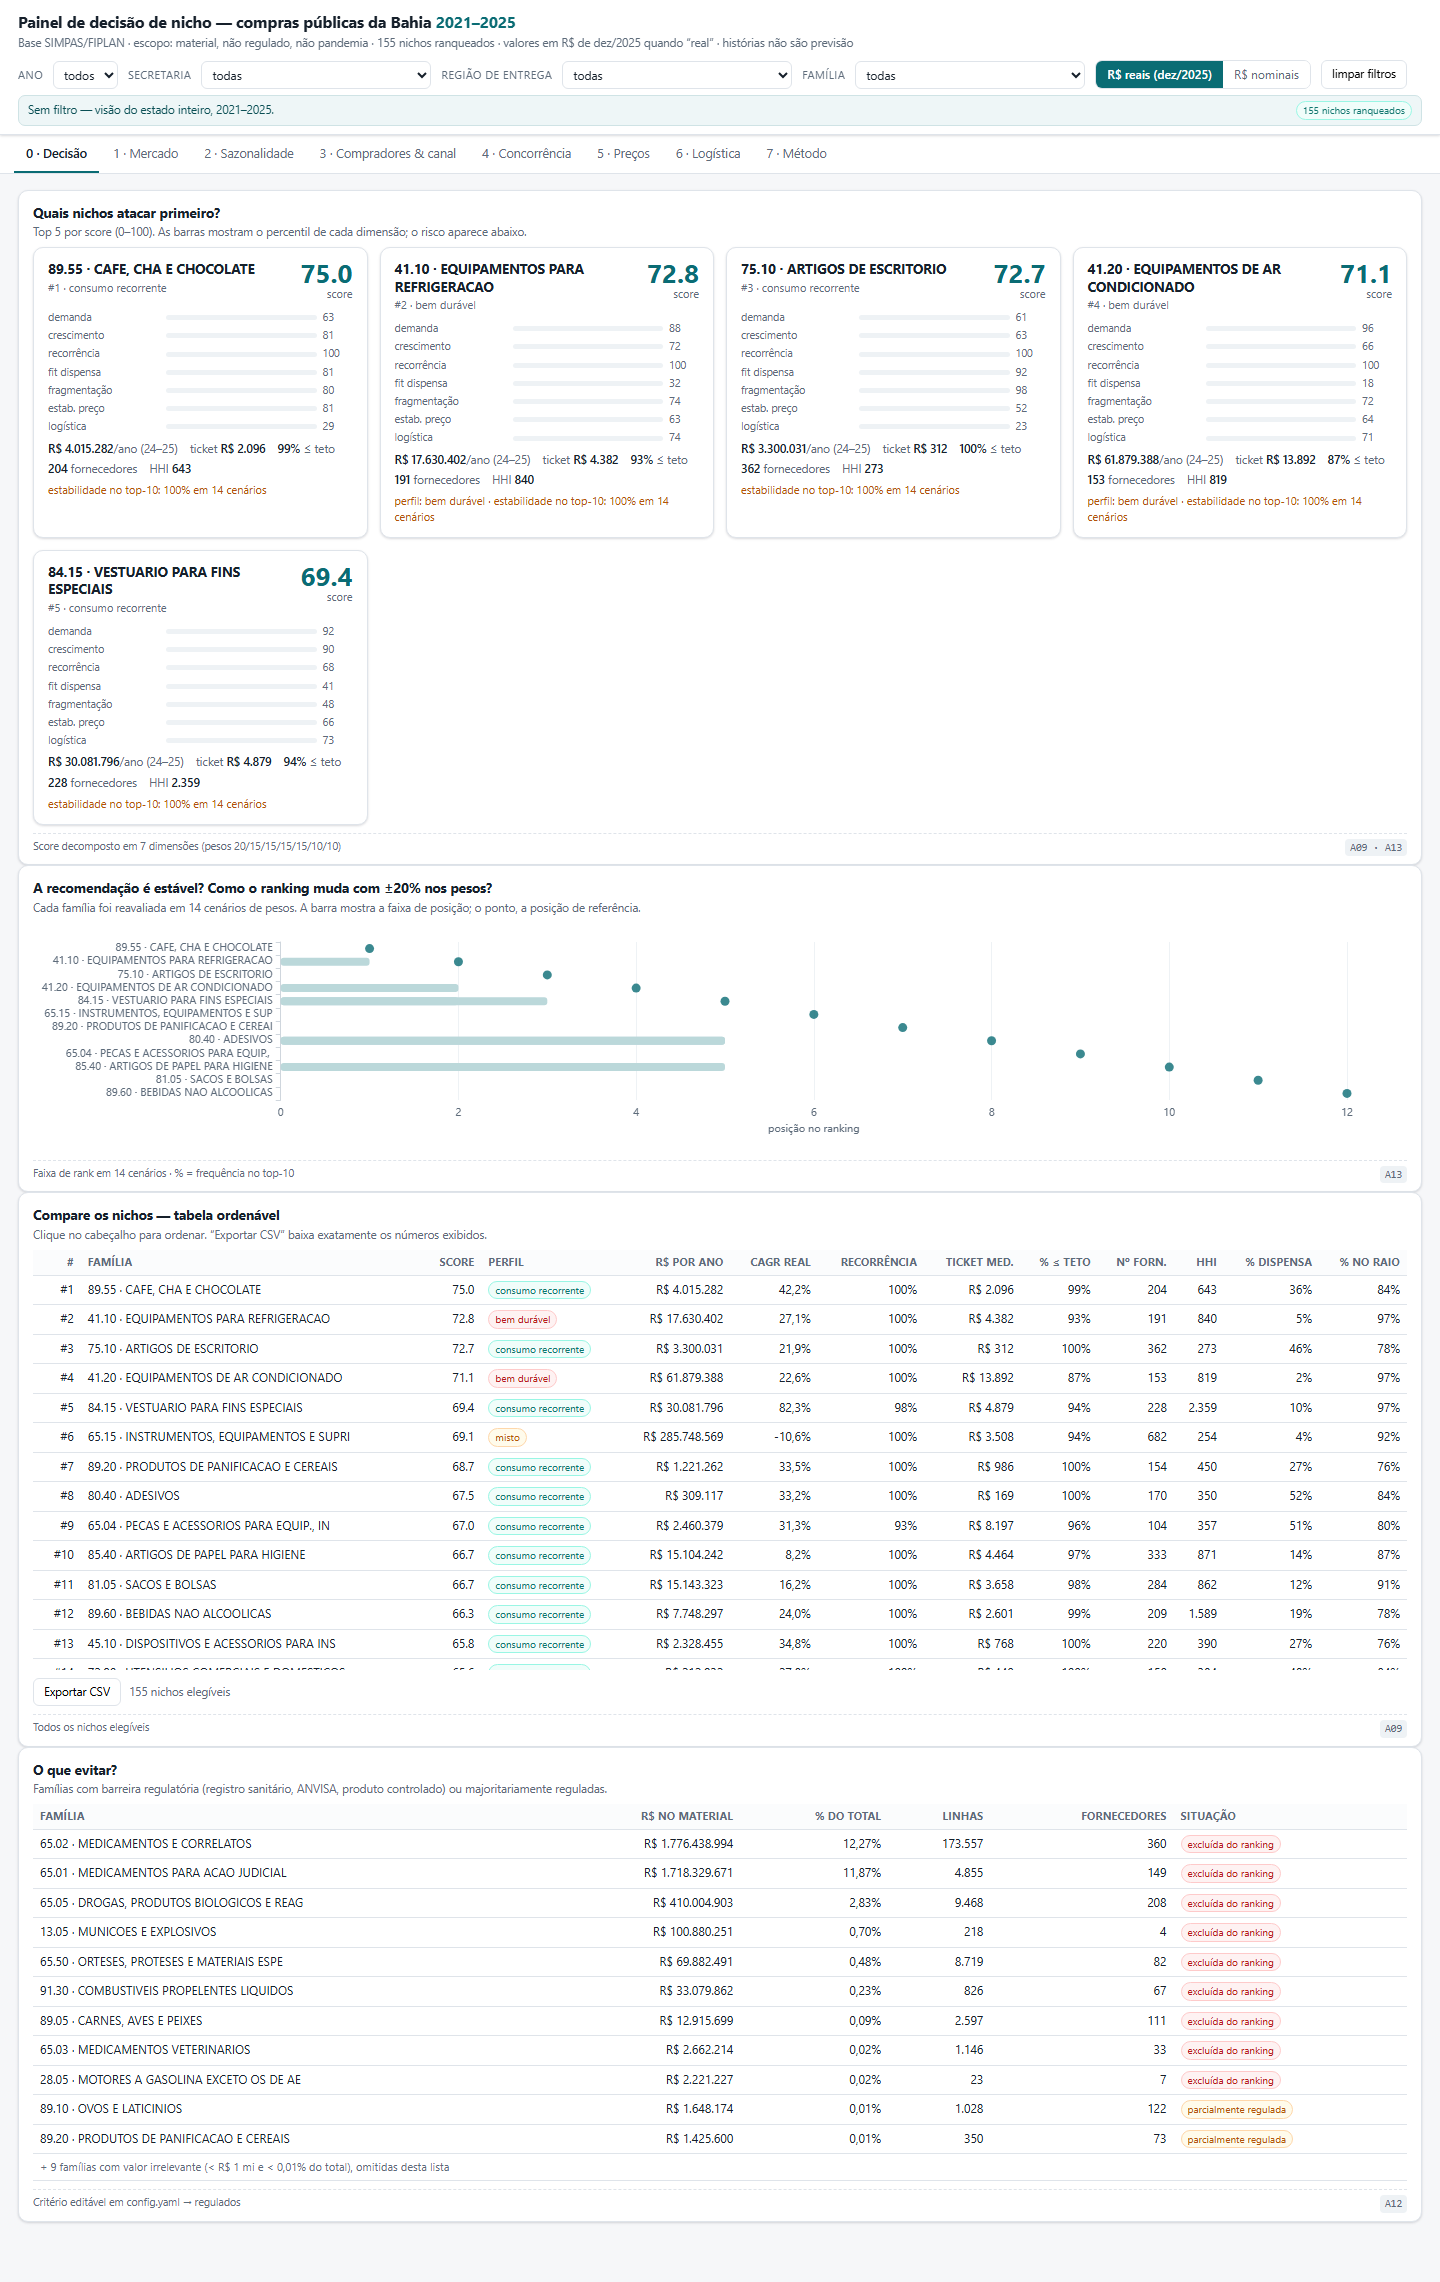 Painel de decisão de nicho — compras públicas da Bahia 2021–2025
Base SIMPAS/FIPLAN · escopo: material, não regulado, não pandemia · 155 nichos ranqueados · valores em R$ de dez/2025 quando “real” · histórias não são previsão
ANO todos SECRETARIA todas REGIÃO DE ENTREGA todas FAMÍLIA todas R$ reais (dez/2025) R$ nominais limpar filtros
Sem filtro — visão do estado inteiro, 2021–2025. 155 nichos ranqueados
0 · Decisão 1 · Mercado 2 · Sazonalidade 3 · Compradores & canal 4 · Concorrência 5 · Preços 6 · Logística 7 · Método
Quais nichos atacar primeiro?
Top 5 por score (0–100). As barras mostram o percentil de cada dimensão; o risco aparece abaixo.
89.55 · CAFE, CHA E CHOCOLATE 75.0
#1 · consumo recorrente score
demanda 63
crescimento 81
recorrência 100
fit dispensa 81
fragmentação 80
estab. preço 81
logística 29
R$ 4.015.282/ano (24–25) ticket R$ 2.096 99% ≤ teto
204 fornecedores HHI 643
estabilidade no top-10: 100% em 14 cenários
41.10 · EQUIPAMENTOS PARA REFRIGERACAO 72.8
#2 · bem durável score
demanda 88
crescimento 72
recorrência 100
fit dispensa 32
fragmentação 74
estab. preço 63
logística 74
R$ 17.630.402/ano (24–25) ticket R$ 4.382 93% ≤ teto
191 fornecedores HHI 840
perfil: bem durável · estabilidade no top-10: 100% em 14
cenários
75.10 · ARTIGOS DE ESCRITORIO 72.7
#3 · consumo recorrente score
demanda 61
crescimento 63
recorrência 100
fit dispensa 92
fragmentação 98
estab. preço 52
logística 23
R$ 3.300.031/ano (24–25) ticket R$ 312 100% ≤ teto
362 fornecedores HHI 273
estabilidade no top-10: 100% em 14 cenários
41.20 · EQUIPAMENTOS DE AR CONDICIONADO 71.1
#4 · bem durável score
demanda 96
crescimento 66
recorrência 100
fit dispensa 18
fragmentação 72
estab. preço 64
logística 71
R$ 61.879.388/ano (24–25) ticket R$ 13.892 87% ≤ teto
153 fornecedores HHI 819
perfil: bem durável · estabilidade no top-10: 100% em 14
cenários
84.15 · VESTUARIO PARA FINS ESPECIAIS 69.4
#5 · consumo recorrente score
demanda 92
crescimento 90
recorrência 68
fit dispensa 41
fragmentação 48
estab. preço 66
logística 73
R$ 30.081.796/ano (24–25) ticket R$ 4.879 94% ≤ teto
228 fornecedores HHI 2.359
estabilidade no top-10: 100% em 14 cenários
Score decomposto em 7 dimensões (pesos 20/15/15/15/15/10/10) A09 · A13
A recomendação é estável? Como o ranking muda com ±20% nos pesos?
Cada família foi reavaliada em 14 cenários de pesos. A barra mostra a faixa de posição; o ponto, a posição de referência.
89.55 · CAFE, CHA E CHOCOLATE
41.10 · EQUIPAMENTOS PARA REFRIGERACAO
75.10 · ARTIGOS DE ESCRITORIO
41.20 · EQUIPAMENTOS DE AR CONDICIONADO
84.15 · VESTUARIO PARA FINS ESPECIAIS
65.15 · INSTRUMENTOS, EQUIPAMENTOS E SUP
89.20 · PRODUTOS DE PANIFICACAO E CEREAI
80.40 · ADESIVOS
65.04 · PECAS E ACESSORIOS PARA EQUIP.,
85.40 · ARTIGOS DE PAPEL PARA HIGIENE
81.05 · SACOS E BOLSAS
89.60 · BEBIDAS NAO ALCOOLICAS
0 2 4 6 8 10 12
posição no ranking
Faixa de rank em 14 cenários · % = frequência no top-10 A13
Compare os nichos — tabela ordenável
Clique no cabeçalho para ordenar. “Exportar CSV” baixa exatamente os números exibidos.
# FAMÍLIA SCORE PERFIL R$ POR ANO CAGR REAL RECORRÊNCIA TICKET MED. % ≤ TETO Nº FORN. HHI % DISPENSA % NO RAIO
#1 89.55 · CAFE, CHA E CHOCOLATE 75.0 consumo recorrente R$ 4.015.282 42,2% 100% R$ 2.096 99% 204 643 36% 84%
#2 41.10 · EQUIPAMENTOS PARA REFRIGERACAO 72.8 bem durável R$ 17.630.402 27,1% 100% R$ 4.382 93% 191 840 5% 97%
#3 75.10 · ARTIGOS DE ESCRITORIO 72.7 consumo recorrente R$ 3.300.031 21,9% 100% R$ 312 100% 362 273 46% 78%
#4 41.20 · EQUIPAMENTOS DE AR CONDICIONADO 71.1 bem durável R$ 61.879.388 22,6% 100% R$ 13.892 87% 153 819 2% 97%
#5 84.15 · VESTUARIO PARA FINS ESPECIAIS 69.4 consumo recorrente R$ 30.081.796 82,3% 98% R$ 4.879 94% 228 2.359 10% 97%
#6 65.15 · INSTRUMENTOS, EQUIPAMENTOS E SUPRI 69.1 misto R$ 285.748.569 -10,6% 100% R$ 3.508 94% 682 254 4% 92%
#7 89.20 · PRODUTOS DE PANIFICACAO E CEREAIS 68.7 consumo recorrente R$ 1.221.262 33,5% 100% R$ 986 100% 154 450 27% 76%
#8 80.40 · ADESIVOS 67.5 consumo recorrente R$ 309.117 33,2% 100% R$ 169 100% 170 350 52% 84%
#9 65.04 · PECAS E ACESSORIOS PARA EQUIP., IN 67.0 consumo recorrente R$ 2.460.379 31,3% 93% R$ 8.197 96% 104 357 51% 80%
#10 85.40 · ARTIGOS DE PAPEL PARA HIGIENE 66.7 consumo recorrente R$ 15.104.242 8,2% 100% R$ 4.464 97% 333 871 14% 87%
#11 81.05 · SACOS E BOLSAS 66.7 consumo recorrente R$ 15.143.323 16,2% 100% R$ 3.658 98% 284 862 12% 91%
#12 89.60 · BEBIDAS NAO ALCOOLICAS 66.3 consumo recorrente R$ 7.748.297 24,0% 100% R$ 2.601 99% 209 1.589 19% 78%
#13 45.10 · DISPOSITIVOS E ACESSORIOS PARA INS 65.8 consumo recorrente R$ 2.328.455 34,8% 100% R$ 768 100% 220 390 27% 76%
Exportar CSV 155 nichos elegíveis
Todos os nichos elegíveis A09
O que evitar?
Famílias com barreira regulatória (registro sanitário, ANVISA, produto controlado) ou majoritariamente reguladas.
FAMÍLIA R$ NO MATERIAL % DO TOTAL LINHAS FORNECEDORES SITUAÇÃO
65.02 · MEDICAMENTOS E CORRELATOS R$ 1.776.438.994 12,27% 173.557 360 excluída do ranking
65.01 · MEDICAMENTOS PARA ACAO JUDICIAL R$ 1.718.329.671 11,87% 4.855 149 excluída do ranking
65.05 · DROGAS, PRODUTOS BIOLOGICOS E REAG R$ 410.004.903 2,83% 9.468 208 excluída do ranking
13.05 · MUNICOES E EXPLOSIVOS R$ 100.880.251 0,70% 218 4 excluída do ranking
65.50 · ORTESES, PROTESES E MATERIAIS ESPE R$ 69.882.491 0,48% 8.719 82 excluída do ranking
91.30 · COMBUSTIVEIS PROPELENTES LIQUIDOS R$ 33.079.862 0,23% 826 67 excluída do ranking
89.05 · CARNES, AVES E PEIXES R$ 12.915.699 0,09% 2.597 111 excluída do ranking
65.03 · MEDICAMENTOS VETERINARIOS R$ 2.662.214 0,02% 1.146 33 excluída do ranking
28.05 · MOTORES A GASOLINA EXCETO OS DE AE R$ 2.221.227 0,02% 23 7 excluída do ranking
89.10 · OVOS E LATICINIOS R$ 1.648.174 0,01% 1.028 122 parcialmente regulada
89.20 · PRODUTOS DE PANIFICACAO E CEREAIS R$ 1.425.600 0,01% 350 73 parcialmente regulada
+ 9 famílias com valor irrelevante (< R$ 1 mi e < 0,01% do total), omitidas desta lista
Critério editável em config.yaml → regulados A12